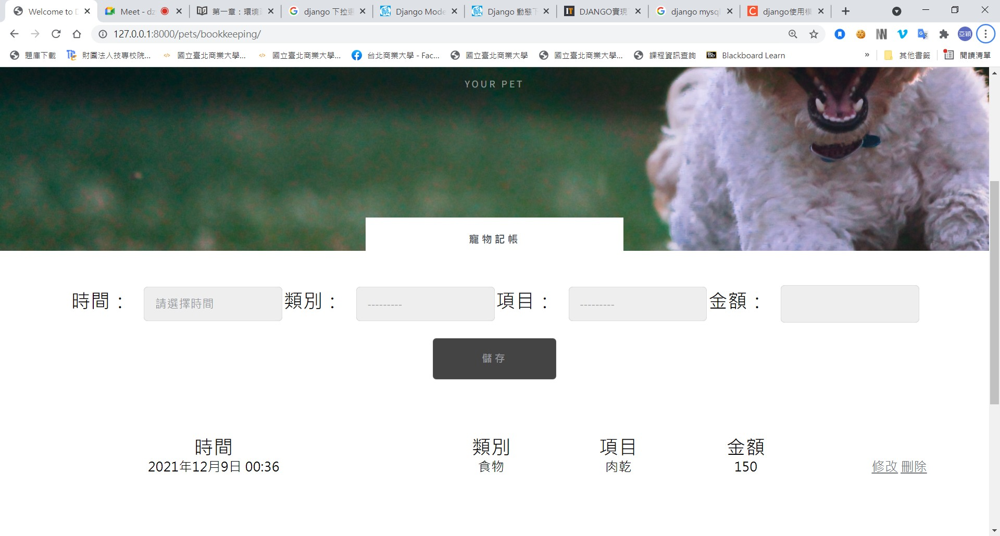 Welcome to D
Meet - dz
第一章：環境
django 下拉選
Django Mode
Django 動態下
DJANGO實現
django mysql
django使用模
127.0.0.1:8000/pets/bookkeeping/
亞穎
題庫下載
財團法人技專校院...
國立臺北商業大學...
國立臺北商業大學...
台北商業大學 - Fac...
國立臺北商業大學
國立臺北商業大學...
課程資訊查詢
Bb
Blackboard Learn
»
其他書籤
閱讀清單
YOUR PET
寵物記帳
時間： 請選擇時間 類別： --------- 項目： --------- 金額：
儲存
時間 類別 項目 金額
2021年12月9日 00:36 食物 肉乾 150 修改 刪除